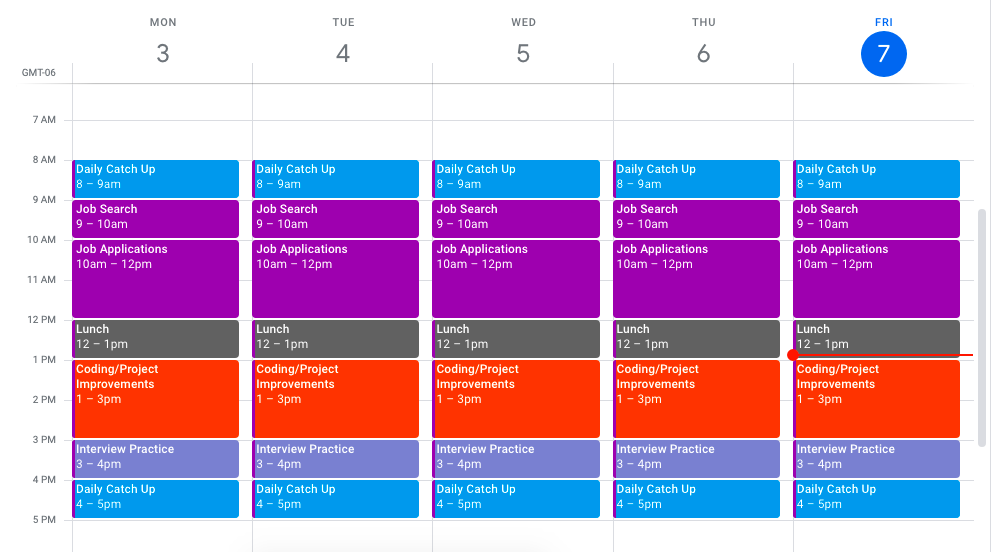 MON TUE WED THU FRI
3 4 5 6 7
GMT-06
7 AM
8 AM
Daily Catch Up Daily Catch Up Daily Catch Up Daily Catch Up Daily Catch Up
8 – 9am 8 – 9am 8 – 9am 8 – 9am 8 – 9am
9 AM
Job Search Job Search Job Search Job Search Job Search
9 – 10am 9 – 10am 9 – 10am 9 – 10am 9 – 10am
10 AM
Job Applications Job Applications Job Applications Job Applications Job Applications
10am – 12pm 10am – 12pm 10am – 12pm 10am – 12pm 10am – 12pm
11 AM
12 PM
Lunch Lunch Lunch Lunch Lunch
12 – 1pm 12 – 1pm 12 – 1pm 12 – 1pm 12 – 1pm
1 PM
Coding/Project Coding/Project Coding/Project Coding/Project Coding/Project
Improvements Improvements Improvements Improvements Improvements
1 – 3pm 1 – 3pm 1 – 3pm 1 – 3pm 1 – 3pm
2 PM
3 PM
Interview Practice Interview Practice Interview Practice Interview Practice Interview Practice
3 – 4pm 3 – 4pm 3 – 4pm 3 – 4pm 3 – 4pm
4 PM
Daily Catch Up Daily Catch Up Daily Catch Up Daily Catch Up Daily Catch Up
4 – 5pm 4 – 5pm 4 – 5pm 4 – 5pm 4 – 5pm
5 PM